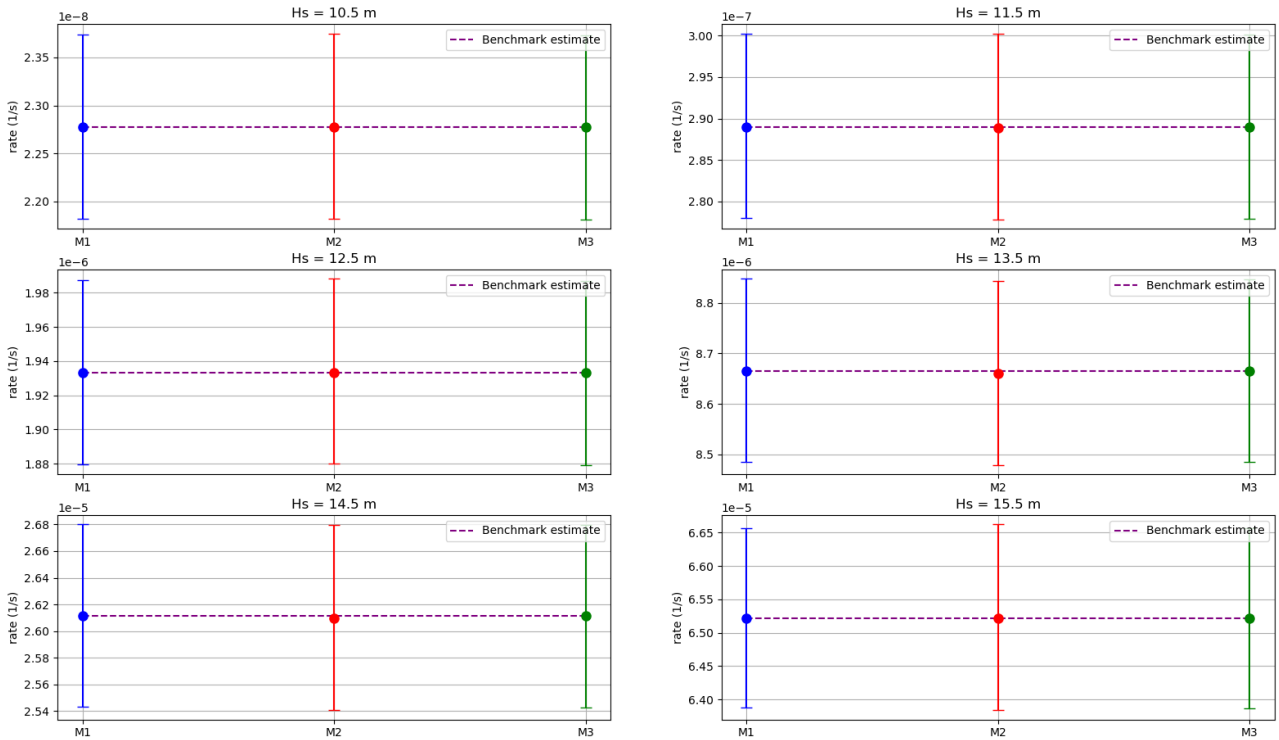 Hs = 10.5 m
1e−8
Benchmark estimate
rate (1/s)
2.35
2.30
2.25
2.20
M1 M2 M3
Hs = 11.5 m
1e−7
Benchmark estimate
rate (1/s)
3.00
2.95
2.90
2.85
2.80
M1 M2 M3
Hs = 12.5 m
1e−6
Benchmark estimate
rate (1/s)
1.98
1.96
1.94
1.92
1.90
1.88
M1 M2 M3
Hs = 13.5 m
1e−6
Benchmark estimate
rate (1/s)
8.8
8.7
8.6
8.5
M1 M2 M3
Hs = 14.5 m
1e−5
Benchmark estimate
rate (1/s)
2.68
2.66
2.64
2.62
2.60
2.58
2.56
2.54
M1 M2 M3
Hs = 15.5 m
1e−5
Benchmark estimate
rate (1/s)
6.65
6.60
6.55
6.50
6.45
6.40
M1 M2 M3